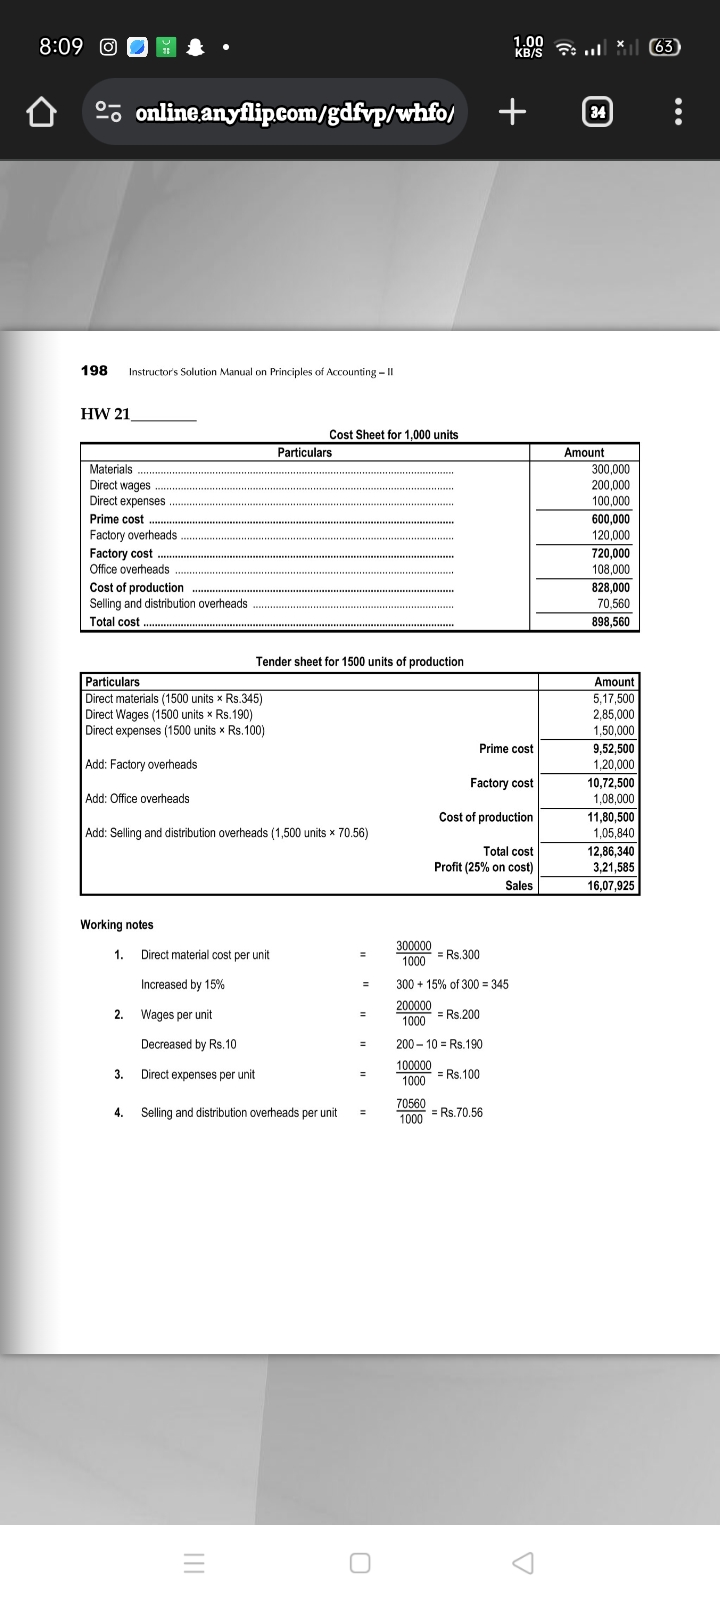 8:09
1.00 KB/S
63
online.anyflip.com/gdfvp/whfo/
34
198 Instructor's Solution Manual on Principles of Accounting – II
HW 21________
Cost Sheet for 1,000 units
Particulars Amount
Materials 300,000
Direct wages 200,000
Direct expenses 100,000
Prime cost 600,000
Factory overheads 120,000
Factory cost 720,000
Office overheads 108,000
Cost of production 828,000
Selling and distribution overheads 70,560
Total cost 898,560
Tender sheet for 1500 units of production
Particulars Amount
Direct materials (1500 units × Rs.345) 5,17,500
Direct Wages (1500 units × Rs.190) 2,85,000
Direct expenses (1500 units × Rs.100) 1,50,000
Prime cost 9,52,500
Add: Factory overheads 1,20,000
Factory cost 10,72,500
Add: Office overheads 1,08,000
Cost of production 11,80,500
Add: Selling and distribution overheads (1,500 units × 70.56) 1,05,840
Total cost 12,86,340
Profit (25% on cost) 3,21,585
Sales 16,07,925
Working notes
1. Direct material cost per unit = 300000/1000 = Rs.300
Increased by 15% = 300 + 15% of 300 = 345
2. Wages per unit = 200000/1000 = Rs.200
Decreased by Rs.10 = 200 – 10 = Rs.190
3. Direct expenses per unit = 100000/1000 = Rs.100
4. Selling and distribution overheads per unit = 70560/1000 = Rs.70.56